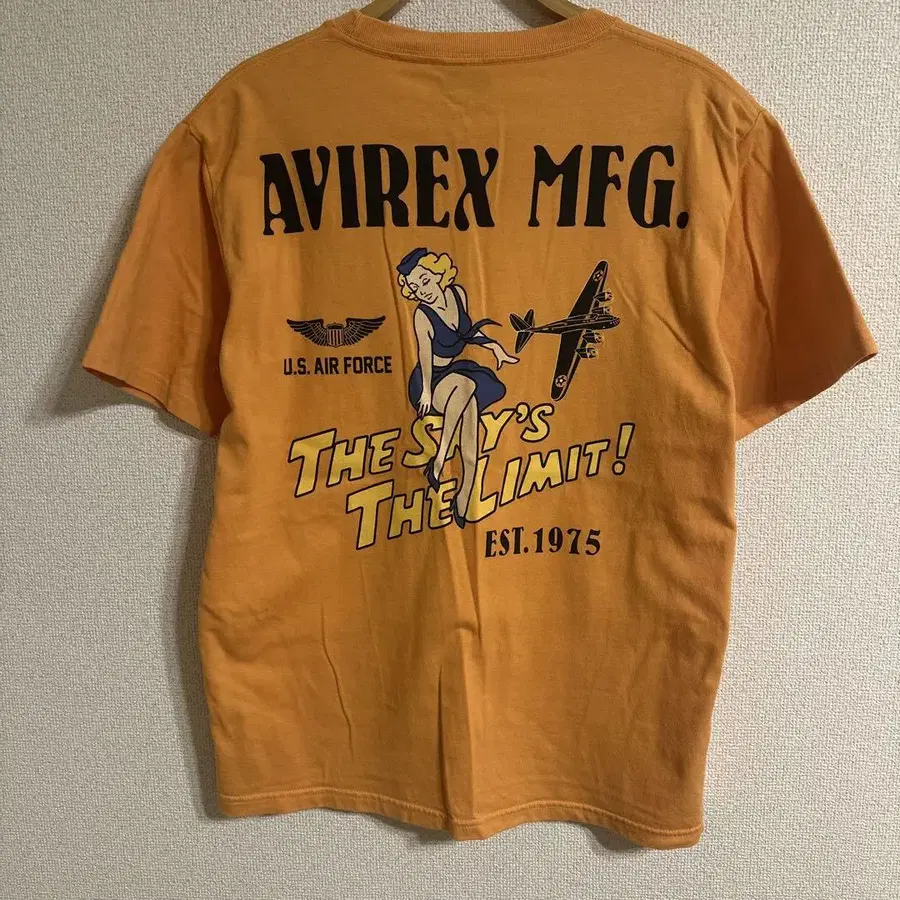 AVIREX MFG.
U.S. AIR FORCE
THE SKY'S
THE LIMIT!
EST.1975